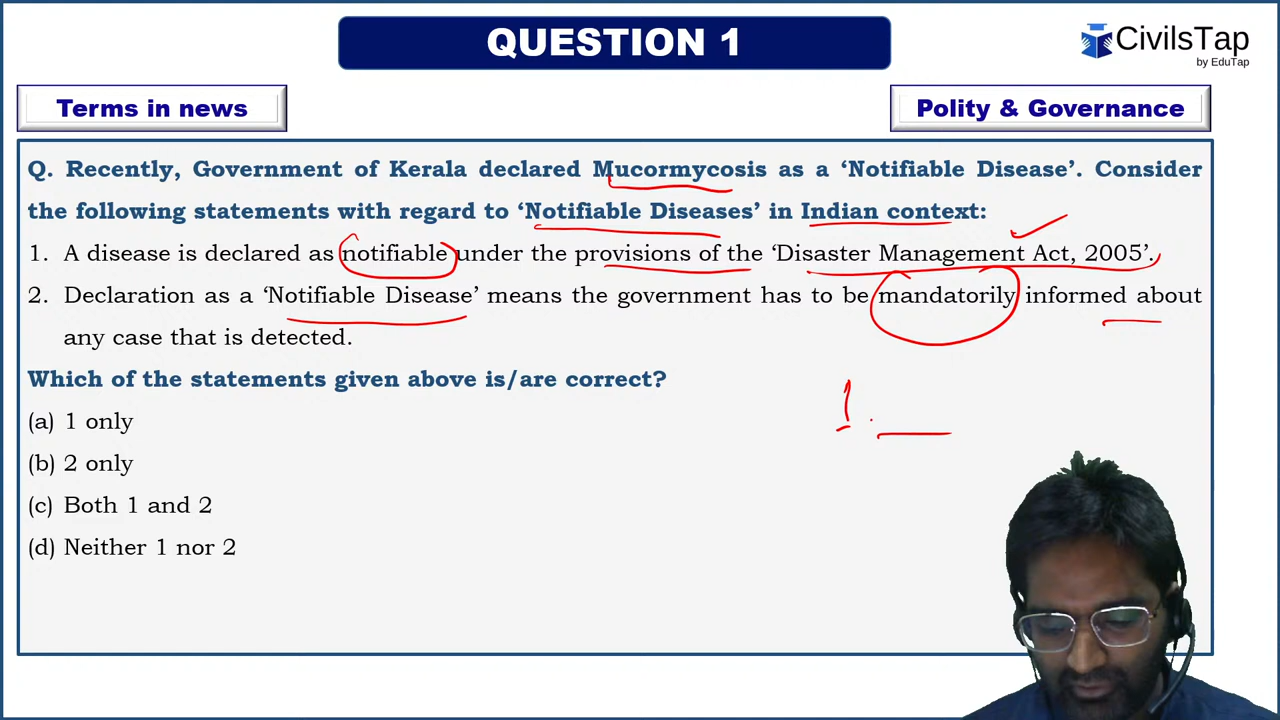 QUESTION 1
CivilsTap
by EduTap
Terms in news
Polity & Governance
Q. Recently, Government of Kerala declared Mucormycosis as a ‘Notifiable Disease’. Consider
the following statements with regard to ‘Notifiable Diseases’ in Indian context:
1. A disease is declared as notifiable under the provisions of the ‘Disaster Management Act, 2005’.
2. Declaration as a ‘Notifiable Disease’ means the government has to be mandatorily informed about
any case that is detected.
Which of the statements given above is/are correct?
(a) 1 only
1.
(b) 2 only
(c) Both 1 and 2
(d) Neither 1 nor 2